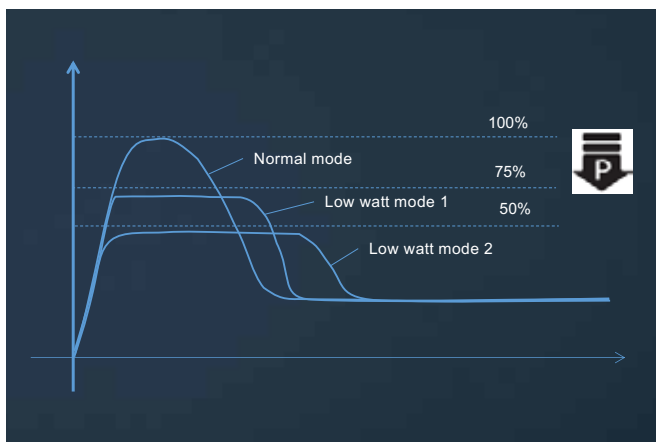 100%
P
Normal mode
75%
Low watt mode 1
50%
Low watt mode 2